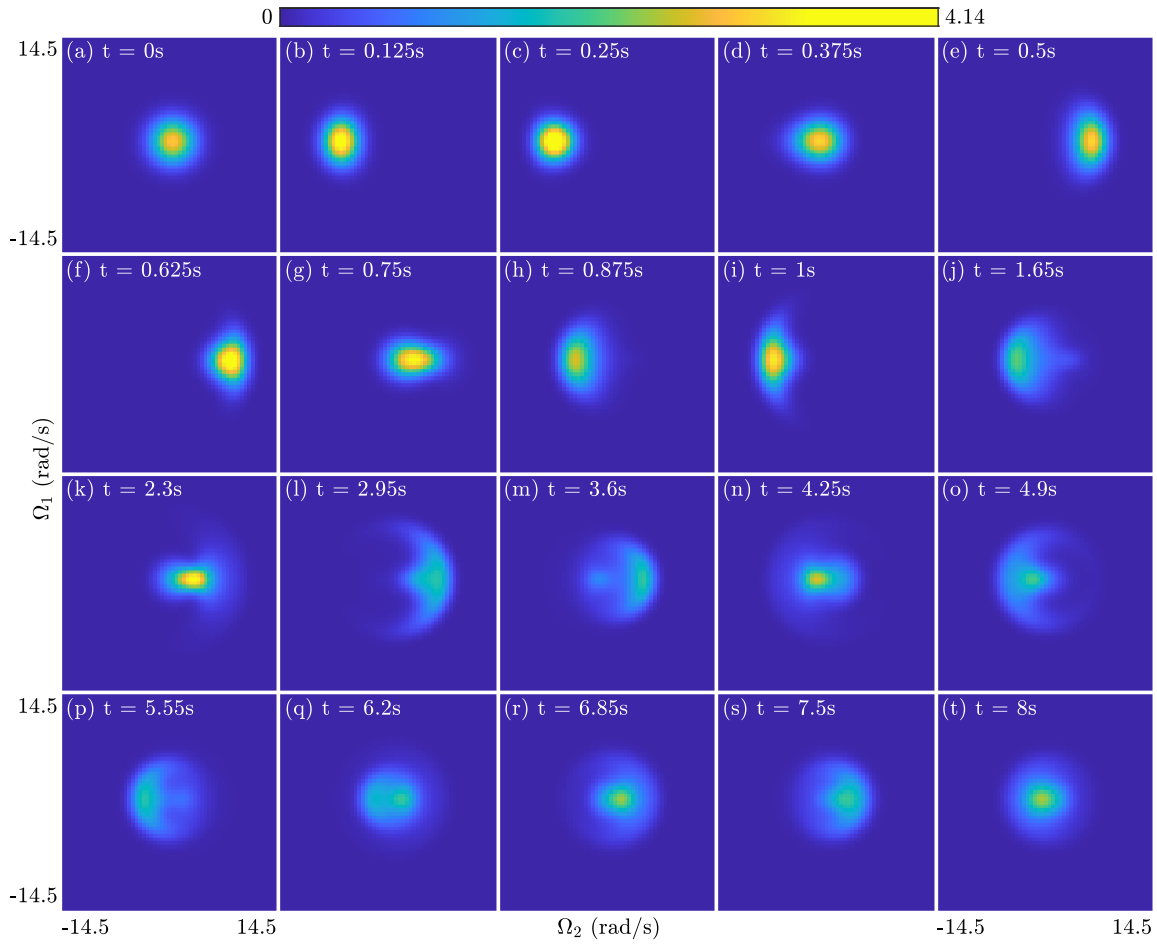 0 4.14
14.5 (a) t = 0s (b) t = 0.125s (c) t = 0.25s (d) t = 0.375s (e) t = 0.5s
-14.5
(f) t = 0.625s (g) t = 0.75s (h) t = 0.875s (i) t = 1s (j) t = 1.65s
Ω₁ (rad/s)
(k) t = 2.3s (l) t = 2.95s (m) t = 3.6s (n) t = 4.25s (o) t = 4.9s
14.5 (p) t = 5.55s (q) t = 6.2s (r) t = 6.85s (s) t = 7.5s (t) t = 8s
-14.5
-14.5 14.5 Ω₂ (rad/s) -14.5 14.5